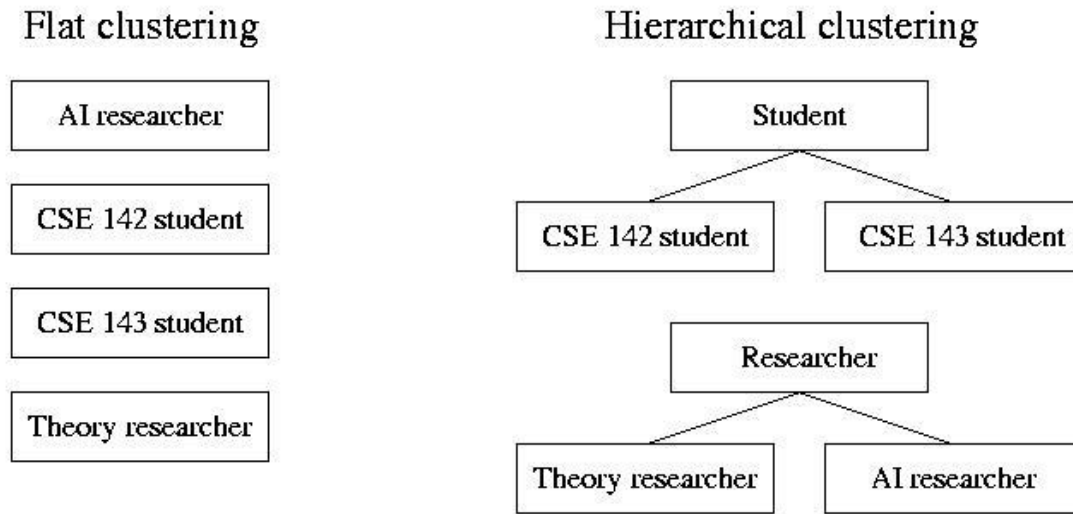 Flat clustering
AI researcher
CSE 142 student
CSE 143 student
Theory researcher
Hierarchical clustering
Student
CSE 142 student
CSE 143 student
Researcher
Theory researcher
AI researcher